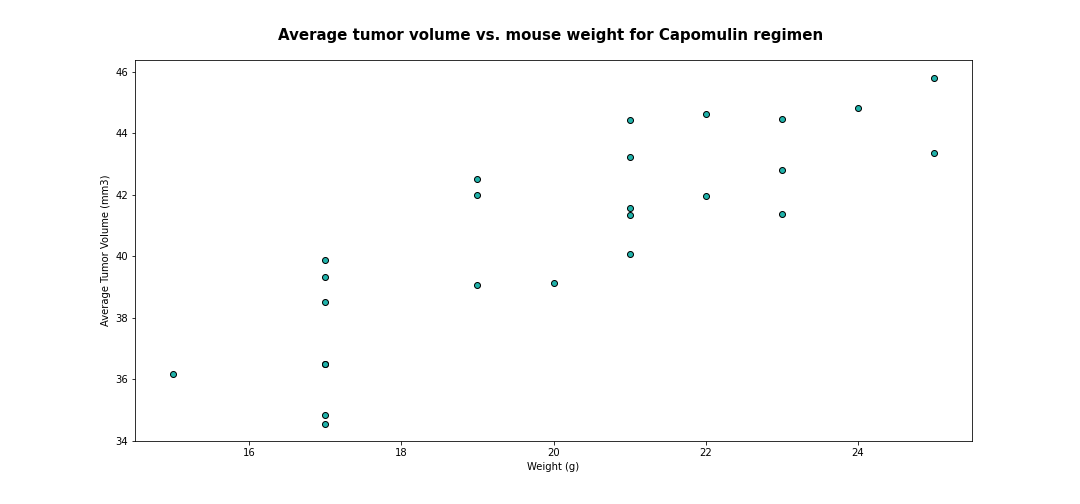 Average tumor volume vs. mouse weight for Capomulin regimen
46
44
42
40
38
36
34
Average Tumor Volume (mm3)
16 18 20 22 24
Weight (g)